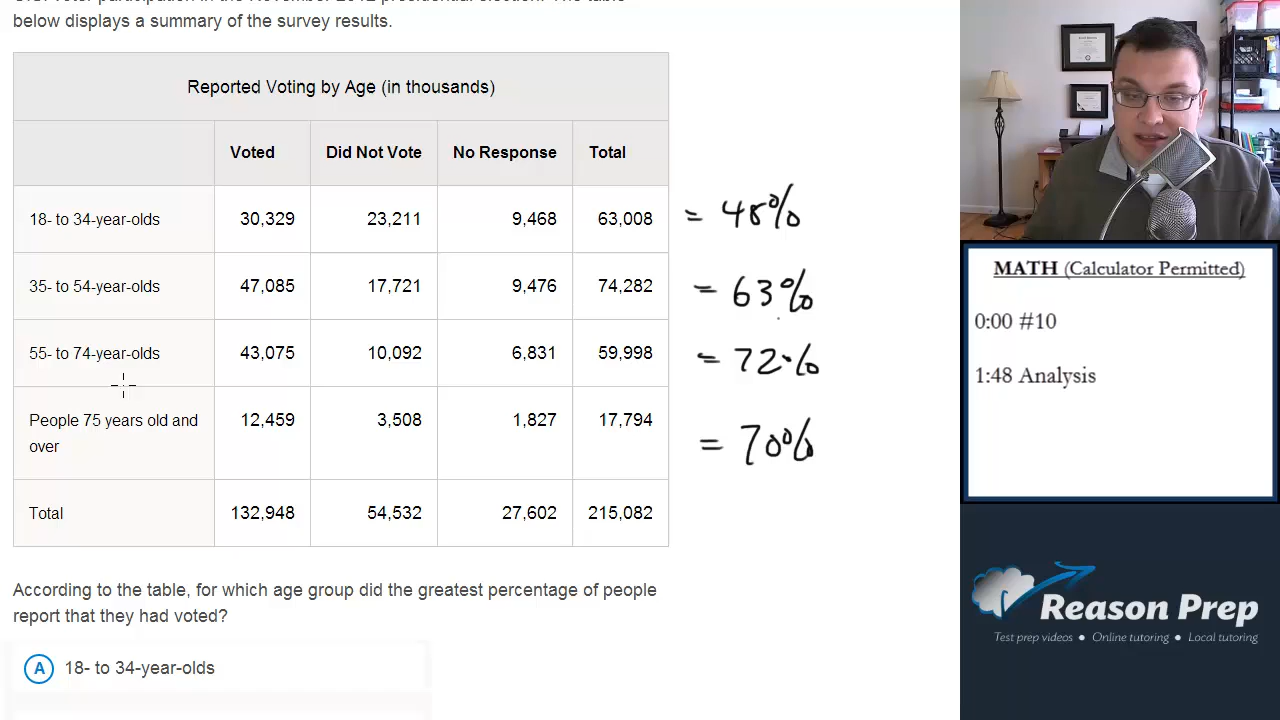 below displays a summary of the survey results.
Reported Voting by Age (in thousands)
Voted Did Not Vote No Response Total
18- to 34-year-olds 30,329 23,211 9,468 63,008 = 48%
35- to 54-year-olds 47,085 17,721 9,476 74,282 = 63%
55- to 74-year-olds 43,075 10,092 6,831 59,998 = 72%
People 75 years old and over 12,459 3,508 1,827 17,794 = 70%
Total 132,948 54,532 27,602 215,082
According to the table, for which age group did the greatest percentage of people
report that they had voted?
A 18- to 34-year-olds
MATH (Calculator Permitted)
0:00 #10
1:48 Analysis
Reason Prep
Test prep videos • Online tutoring • Local tutoring